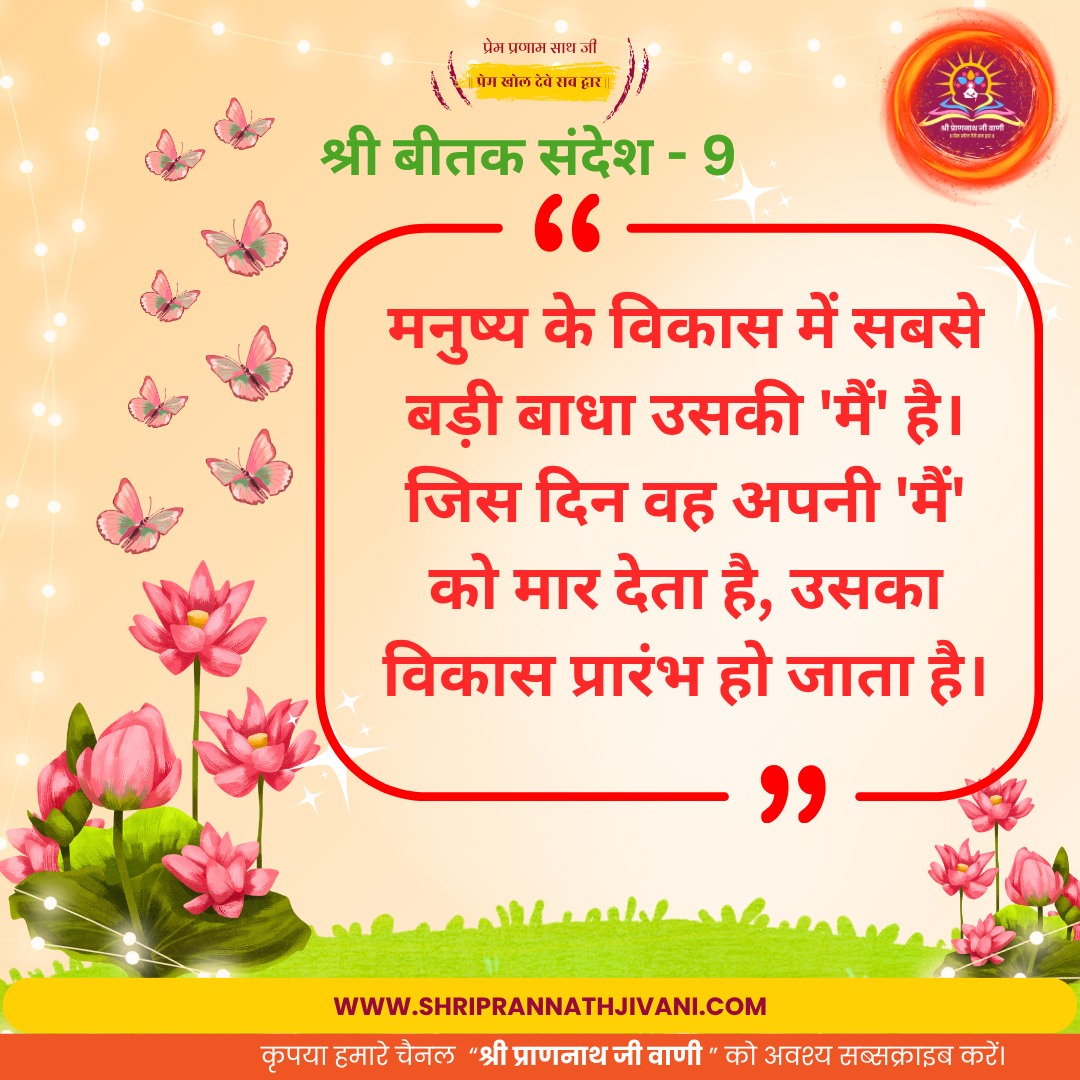 प्रेम प्रणाम साथ जी
॥ प्रेम खोल देवे सब द्वार॥
श्री प्राणनाथ जी वाणी
॥ प्रेम खोल देवे सब द्वार ॥
श्री बीतक संदेश - 9
“
मनुष्य के विकास में सबसे
बड़ी बाधा उसकी 'मैं' है।
जिस दिन वह अपनी 'मैं'
को मार देता है, उसका
विकास प्रारंभ हो जाता है।
”
WWW.SHRIPRANNATHJIVANI.COM
कृपया हमारे चैनल “श्री प्राणनाथ जी वाणी ” को अवश्य सब्सक्राइब करें।